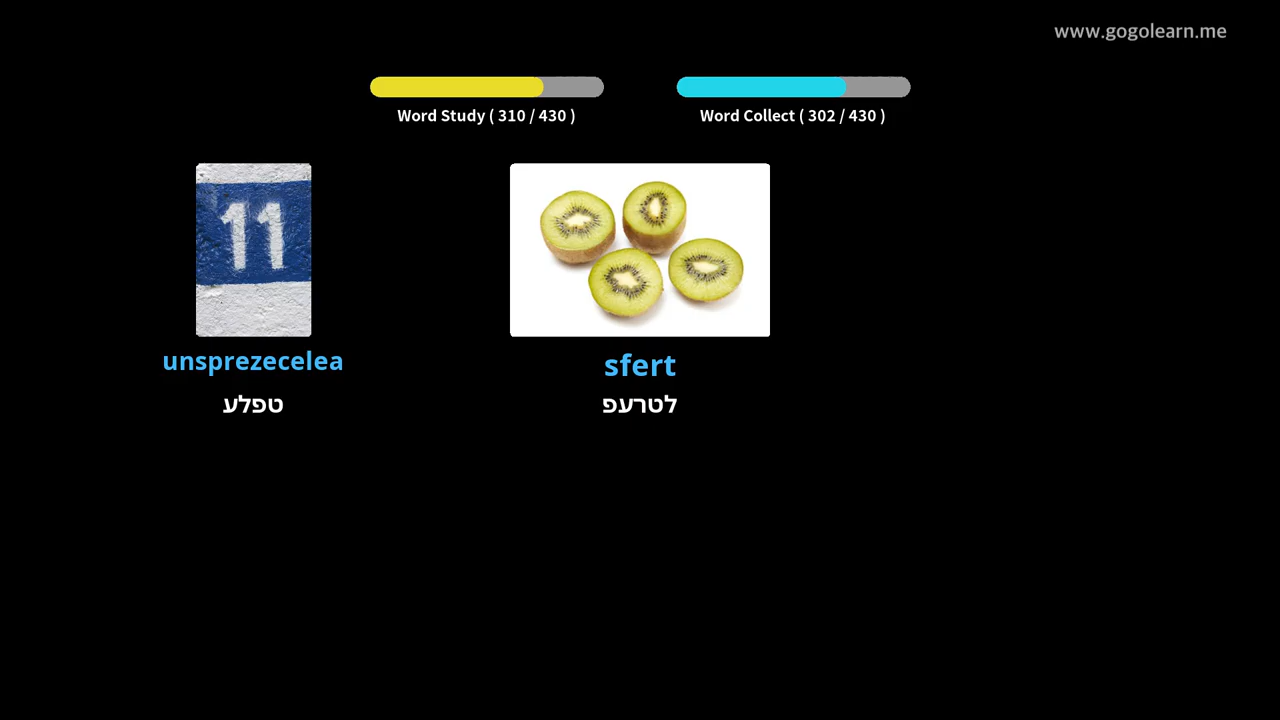 www.gogolearn.me
Word Study ( 310 / 430 )
Word Collect ( 302 / 430 )
11
unsprezecelea
טפלע
sfert
לטרעפ